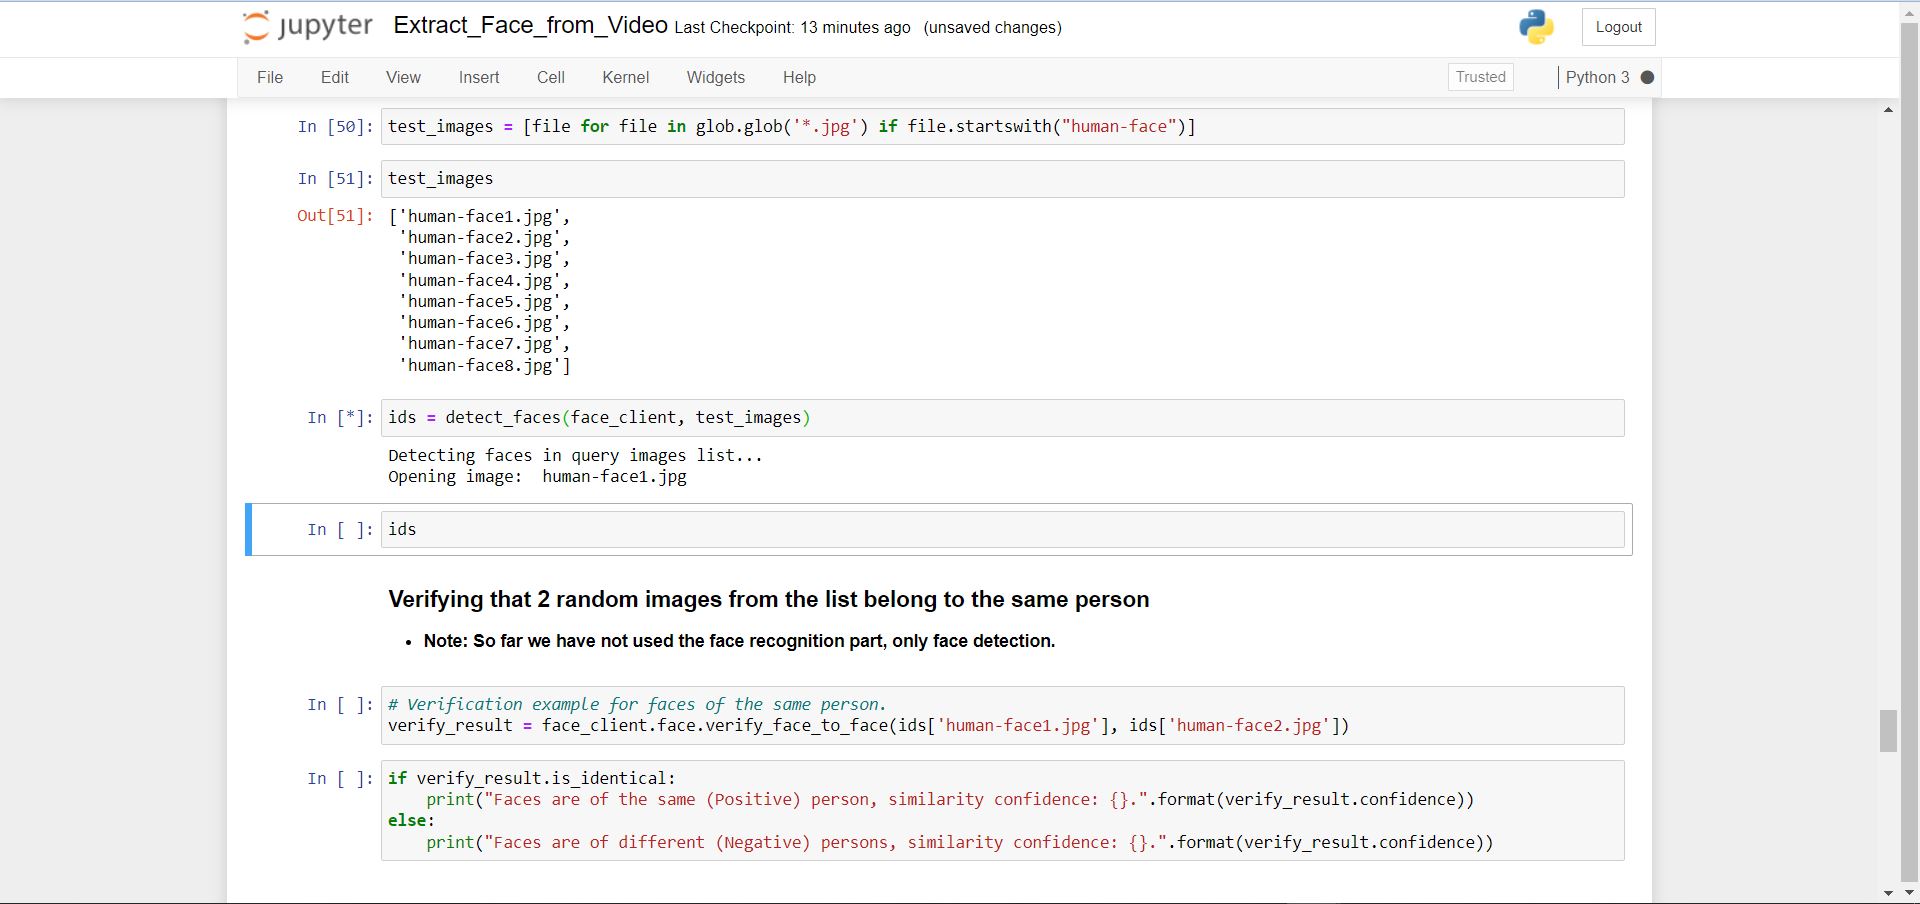 jupyter Extract_Face_from_Video Last Checkpoint: 13 minutes ago (unsaved changes) Logout
File Edit View Insert Cell Kernel Widgets Help Trusted Python 3
In [50]: test_images = [file for file in glob.glob('*.jpg') if file.startswith("human-face")]
In [51]: test_images
Out[51]: ['human-face1.jpg',
'human-face2.jpg',
'human-face3.jpg',
'human-face4.jpg',
'human-face5.jpg',
'human-face6.jpg',
'human-face7.jpg',
'human-face8.jpg']
In [*]: ids = detect_faces(face_client, test_images)
Detecting faces in query images list...
Opening image:  human-face1.jpg
In [ ]: ids
Verifying that 2 random images from the list belong to the same person
• Note: So far we have not used the face recognition part, only face detection.
In [ ]: # Verification example for faces of the same person.
verify_result = face_client.face.verify_face_to_face(ids['human-face1.jpg'], ids['human-face2.jpg'])
In [ ]: if verify_result.is_identical:
    print("Faces are of the same (Positive) person, similarity confidence: {}.".format(verify_result.confidence))
else:
    print("Faces are of different (Negative) persons, similarity confidence: {}.".format(verify_result.confidence))